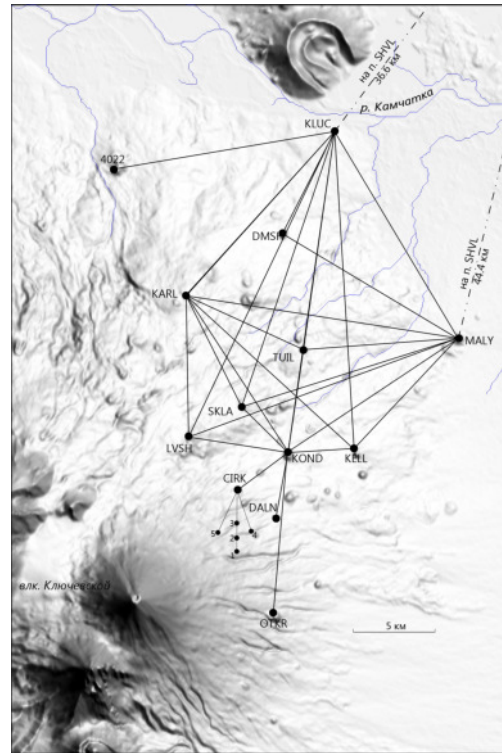 на п. SHVL
36.6 км
р. Камчатка
KLUC
4022
DMSH
на п. SHVL
44.4 км
KARL
MALY
TUIL
SKLA
LVSH
KOND
KELL
CIRK
DALN
3
5
4
2
1
влк. Ключевской
OTKR
5 км